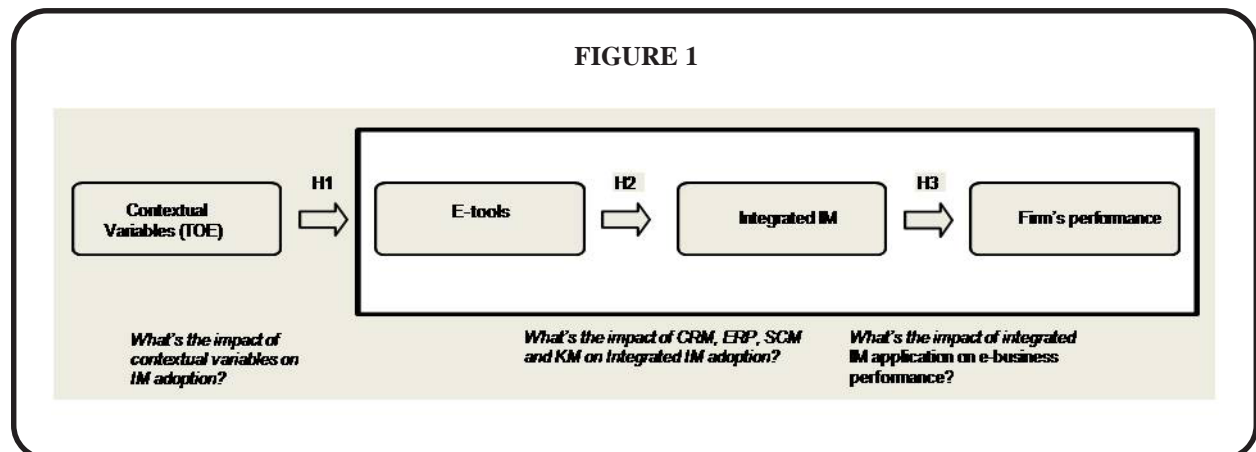 FIGURE 1
H1
H2
H3
Contextual
Variables (TOE)
E-tools
Integrated IM
Firm's performance
What's the impact of
contextual variables on
IM adoption?
What's the impact of CRM, ERP, SCM
and KM on Integrated IM adoption?
What's the impact of integrated
IM application on e-business
performance?